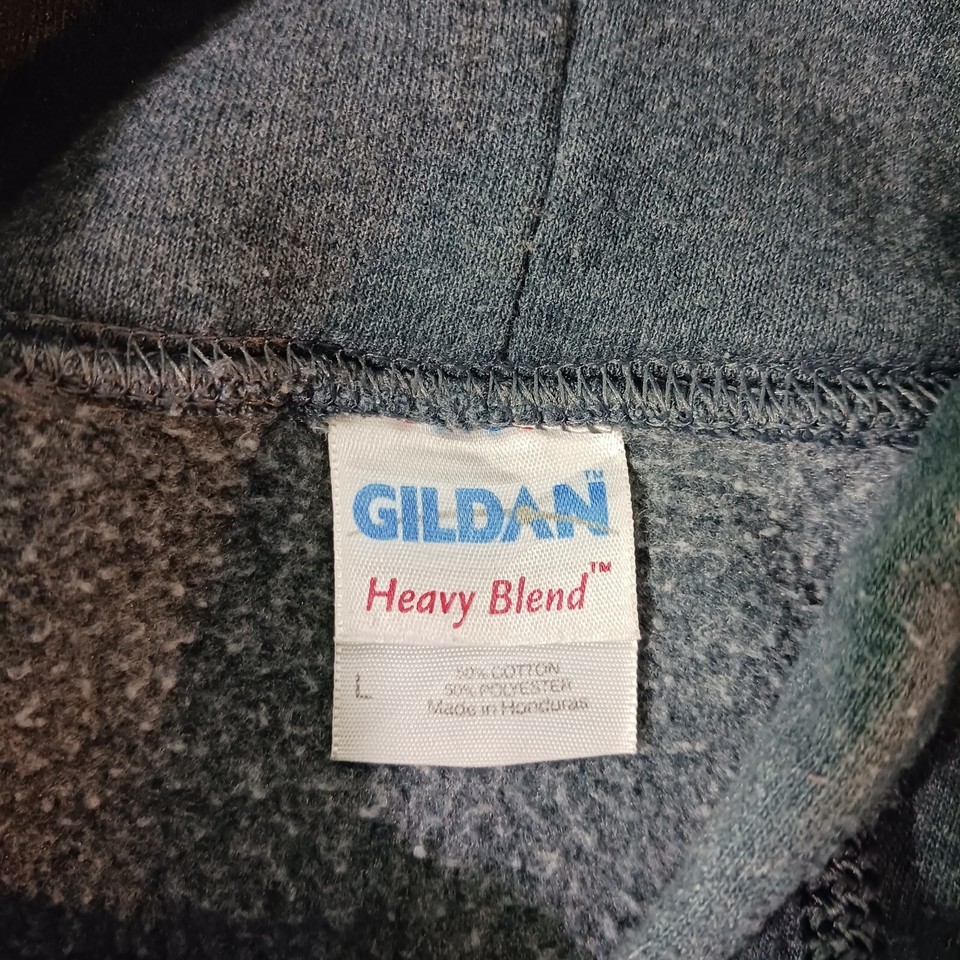 GILDAN™
Heavy Blend™
L
50% COTTON
50% POLYESTER
Made in Honduras